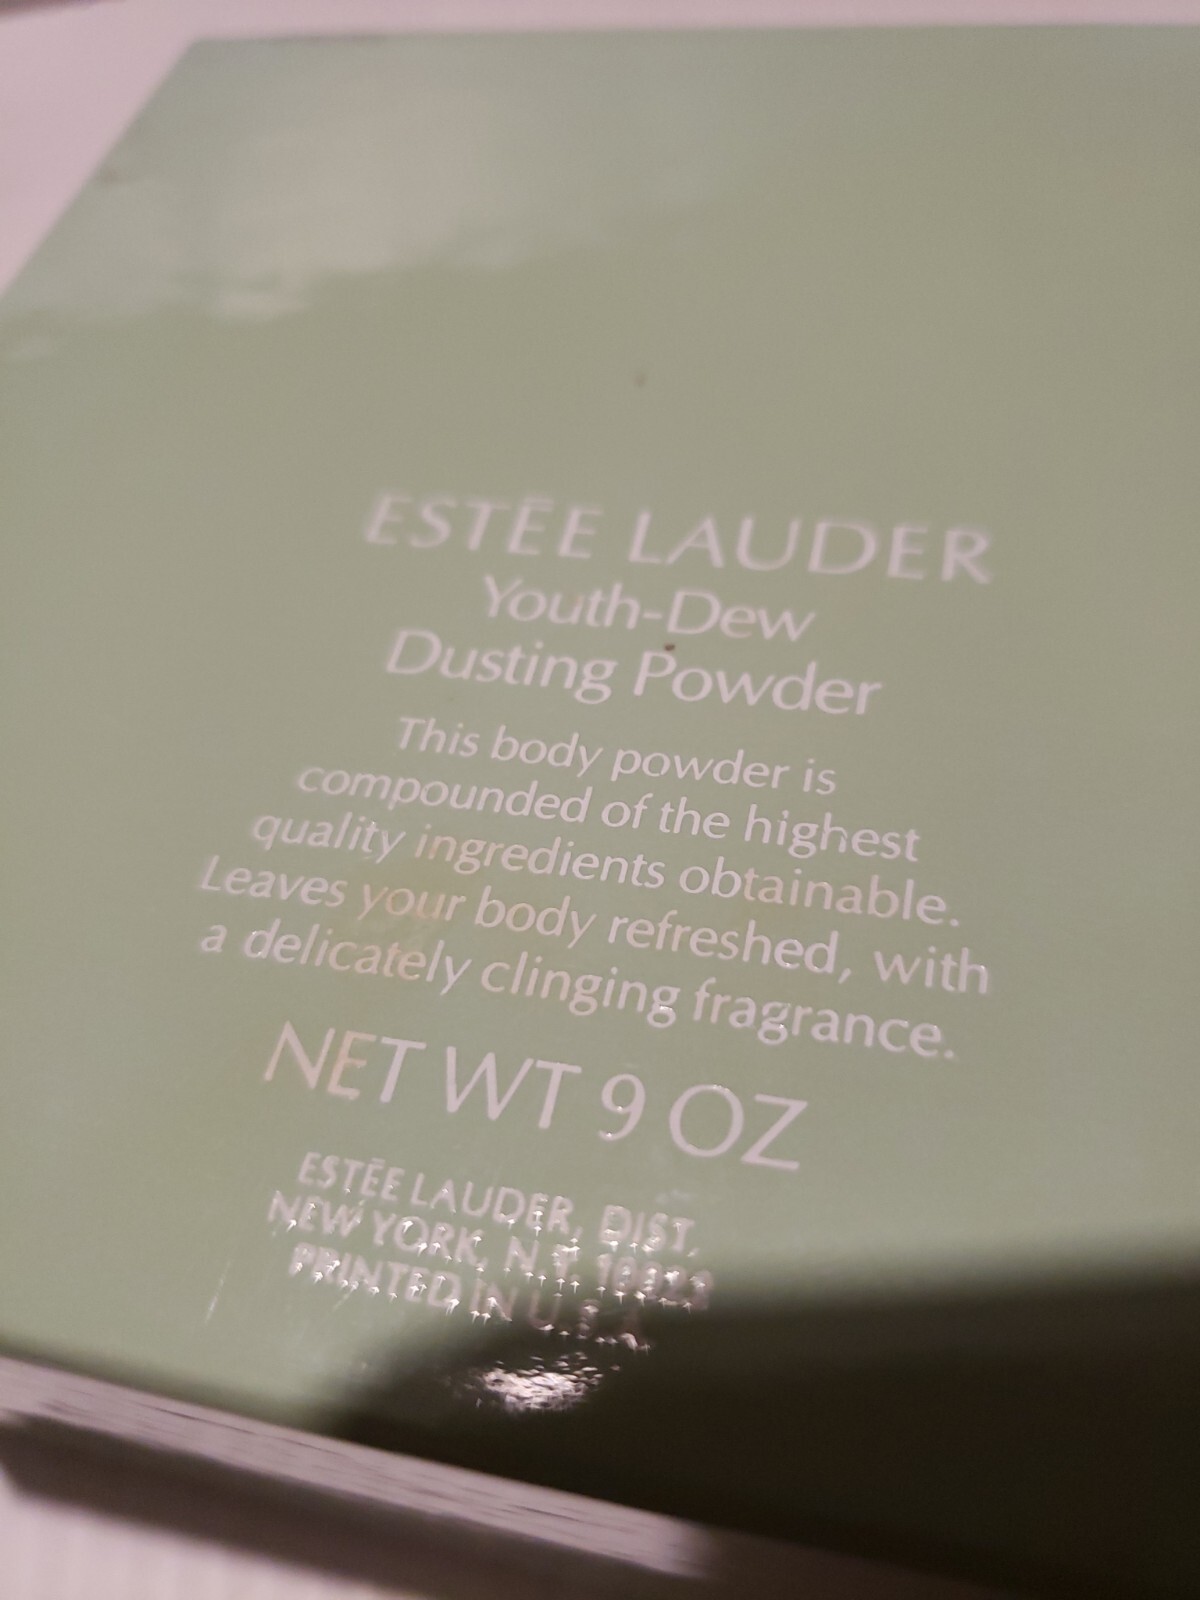 ESTĒE LAUDER
Youth-Dew
Dusting Powder
This body powder is
compounded of the highest
quality ingredients obtainable.
Leaves your body refreshed, with
a delicately clinging fragrance.
NET WT 9 OZ
ESTĒE LAUDER, DIST.
NEW YORK, N.Y.
PRINTED IN U.S.A.